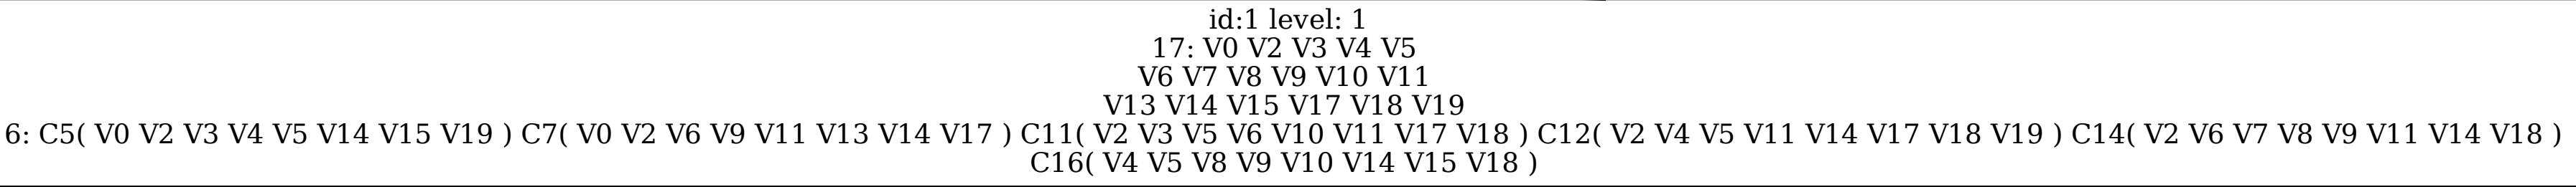 id:1 level: 1
17: V0 V2 V3 V4 V5
V6 V7 V8 V9 V10 V11
V13 V14 V15 V17 V18 V19
6: C5( V0 V2 V3 V4 V5 V14 V15 V19 ) C7( V0 V2 V6 V9 V11 V13 V14 V17 ) C11( V2 V3 V5 V6 V10 V11 V17 V18 ) C12( V2 V4 V5 V11 V14 V17 V18 V19 ) C14( V2 V6 V7 V8 V9 V11 V14 V18 )
C16( V4 V5 V8 V9 V10 V14 V15 V18 )